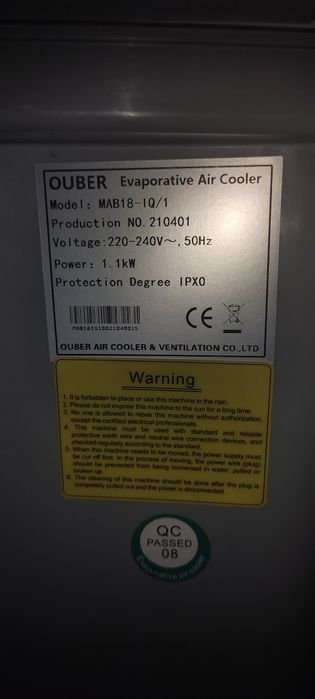 OUBER Evaporative Air Cooler
Model: MAB18-IQ/1
Production NO. 210401
Voltage:220-240V~,50Hz
Power: 1.1kW
Protection Degree IPX0
CE
OUBER AIR COOLER & VENTILATION CO.,LTD
Warning
1. It is forbidden to place or use this machine in the rain.
2. Please do not expose this machine to the sun for a long time.
3. No one is allowed to repair this machine without authorization,
except the certified electrical professionals.
4. This machine must be used with standard and reliable
protective earth wire and neutral wire connection devices, and
checked regularly according to the standard.
5. When this machine needs to be moved, the power supply must
be cut off first. In the process of moving, the power wire (plug)
should be prevented from being immersed in water, pulled or
broken up.
6. The cleaning of this machine should be done after the plug is
completely pulled out and the power is disconnected.
QC
PASSED
08
Evaporative air cooler